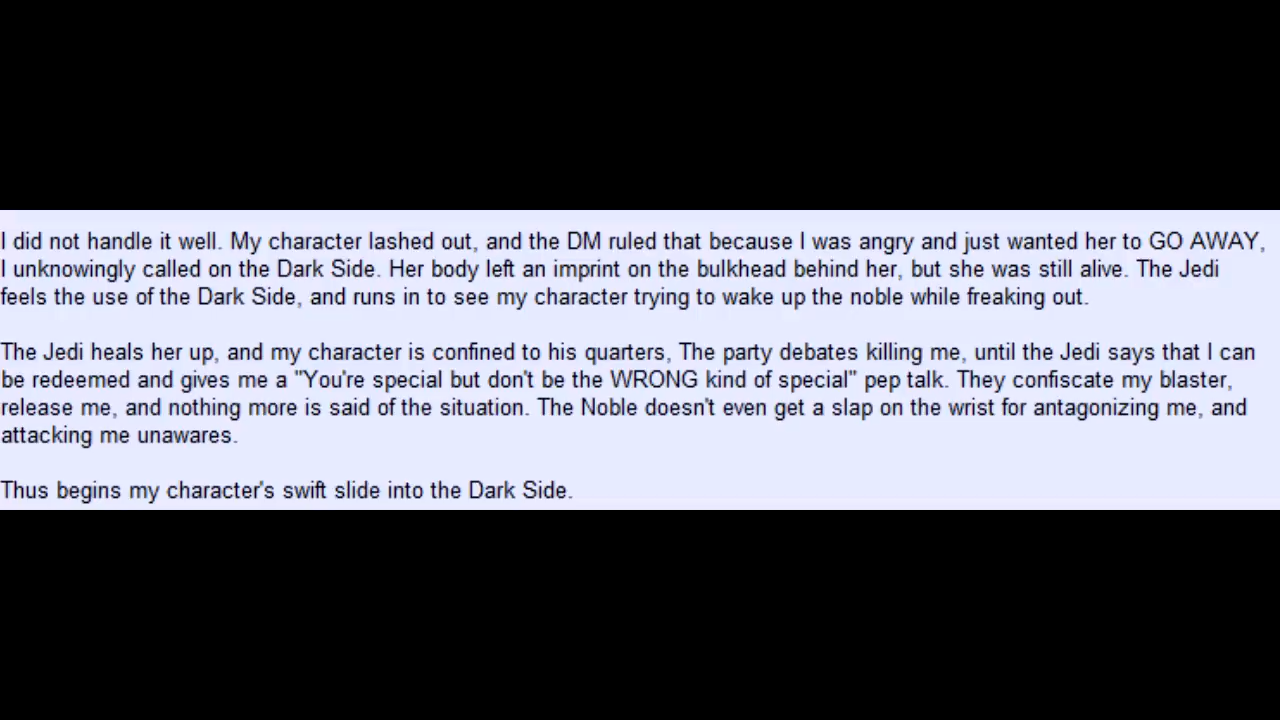 I did not handle it well. My character lashed out, and the DM ruled that because I was angry and just wanted her to GO AWAY,
I unknowingly called on the Dark Side. Her body left an imprint on the bulkhead behind her, but she was still alive. The Jedi
feels the use of the Dark Side, and runs in to see my character trying to wake up the noble while freaking out.
The Jedi heals her up, and my character is confined to his quarters, The party debates killing me, until the Jedi says that I can
be redeemed and gives me a "You're special but don't be the WRONG kind of special" pep talk. They confiscate my blaster,
release me, and nothing more is said of the situation. The Noble doesn't even get a slap on the wrist for antagonizing me, and
attacking me unawares.
Thus begins my character's swift slide into the Dark Side.